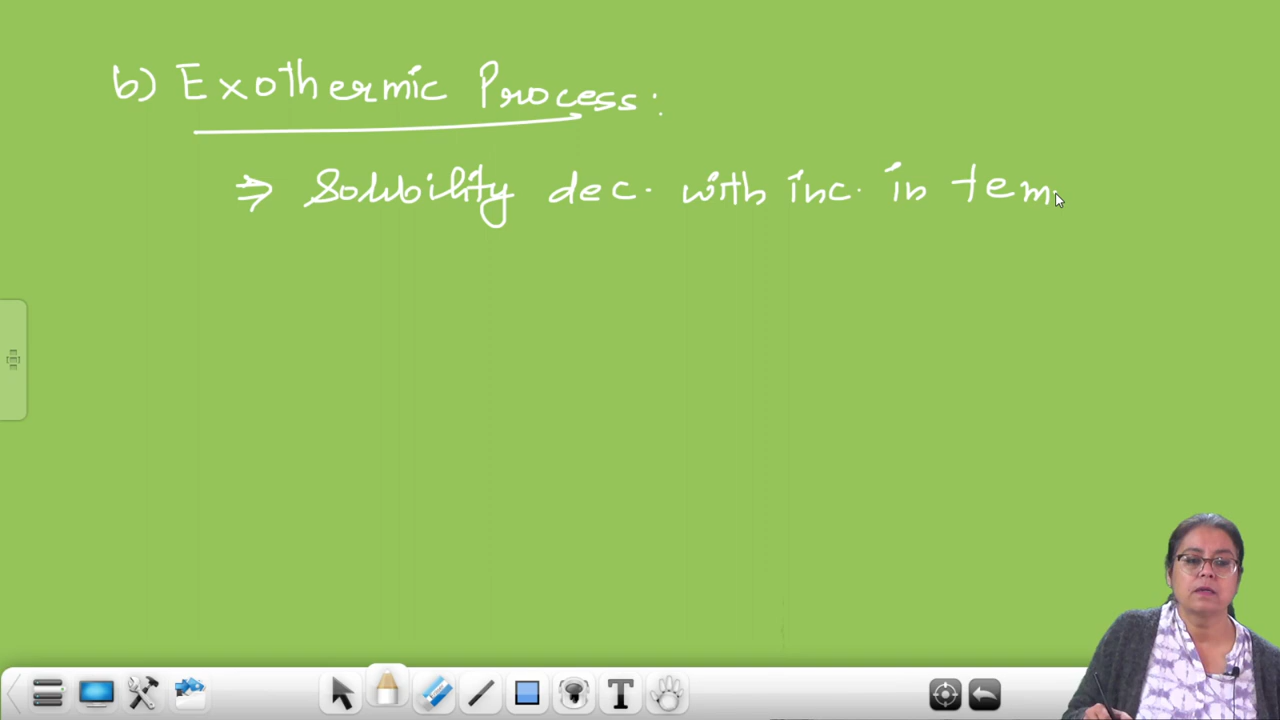 b) Exothermic Process:
⇒ Solubility dec. with inc. in tem
T